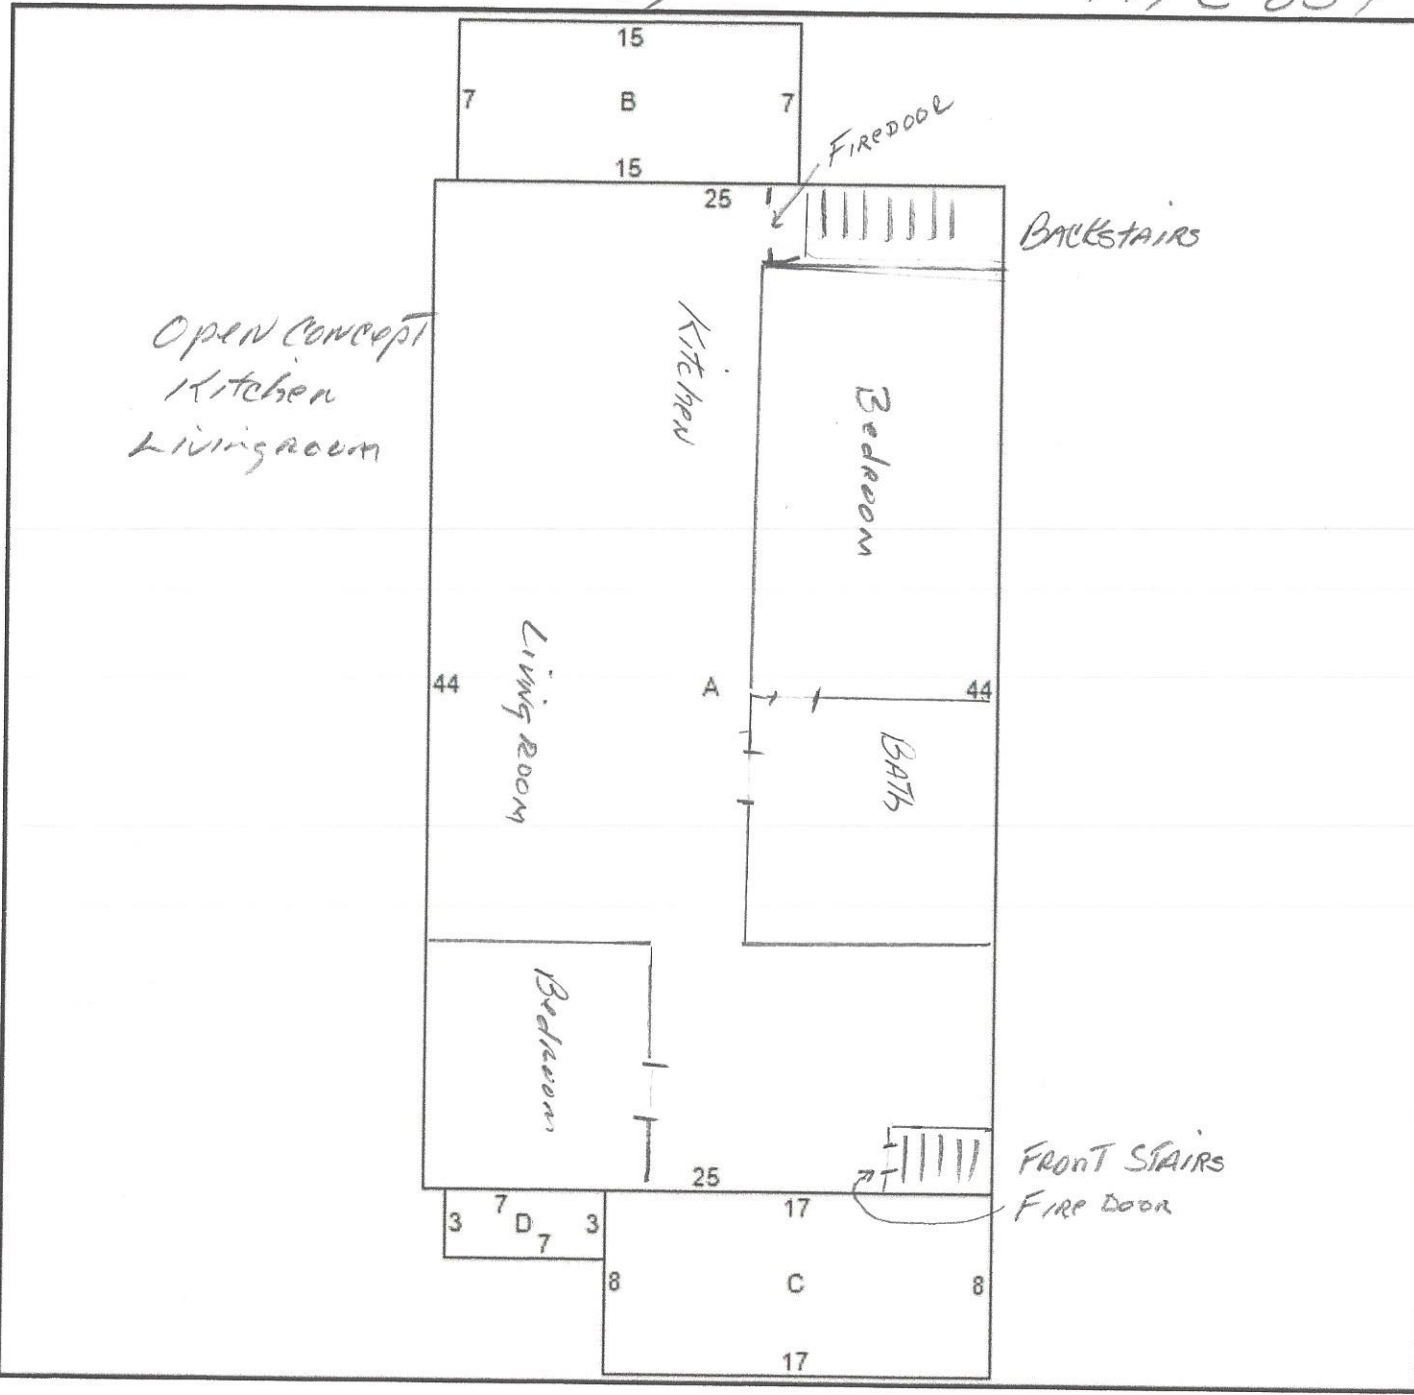 15
7 B 7
FIREDOOR
15
25
BACKSTAIRS
OPEN CONCEPT
Kitchen
Livingroom
Kitchen
Bedroom
Living Room
44 A 44
BATh
Bedroom
25
FRONT STAIRS
FIRE DOOR
7
3 D 3
7
17
8 C 8
17